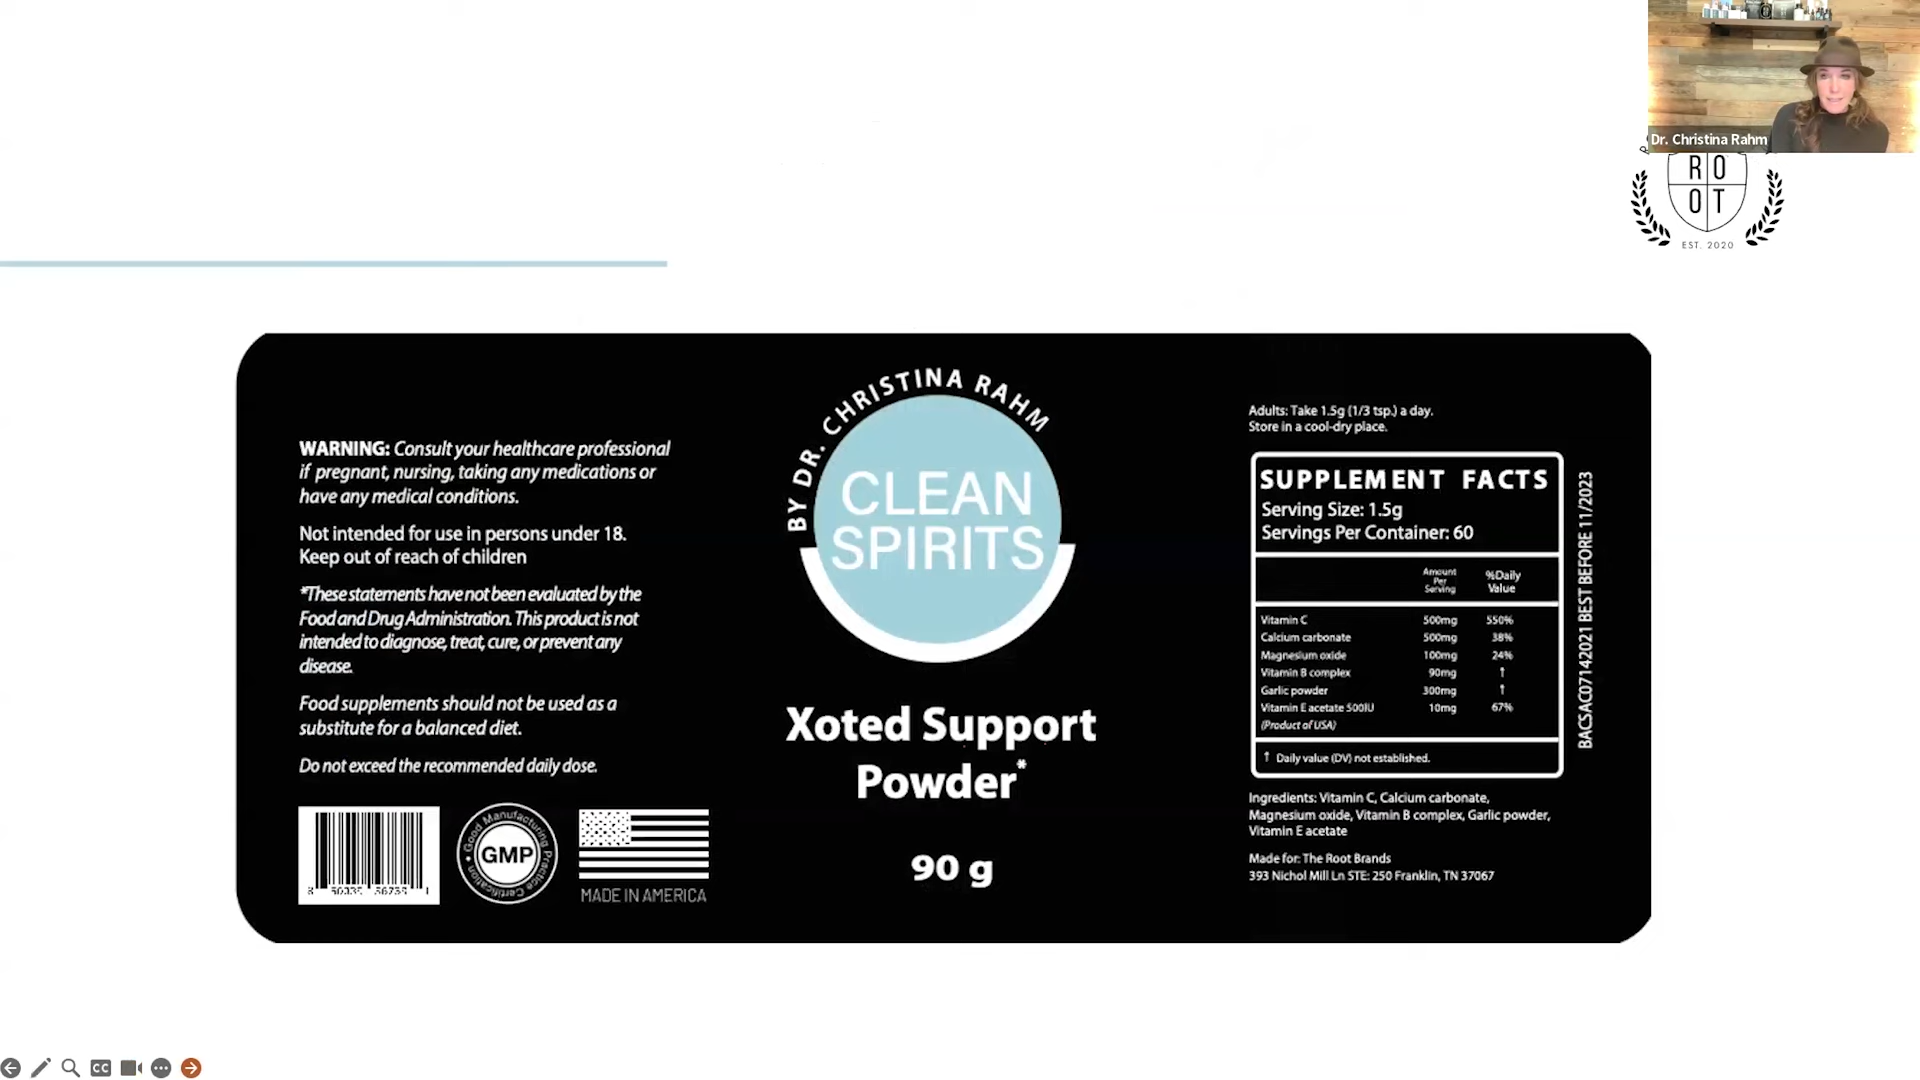 Dr. Christina Rahm
RO
OT
EST. 2020
WARNING: Consult your healthcare professional
if pregnant, nursing, taking any medications or
have any medical conditions.
Not intended for use in persons under 18.
Keep out of reach of children
*These statements have not been evaluated by the
Food and Drug Administration. This product is not
intended to diagnose, treat, cure, or prevent any
disease.
Food supplements should not be used as a
substitute for a balanced diet.
Do not exceed the recommended daily dose.
Good Manufacturing Practice Certification
GMP
MADE IN AMERICA
BY DR. CHRISTINA RAHM
CLEAN
SPIRITS
Xoted Support
Powder*
90 g
Adults: Take 1.5g (1/3 tsp.) a day.
Store in a cool-dry place.
SUPPLEMENT FACTS
Serving Size: 1.5g
Servings Per Container: 60
Amount Per Serving %Daily Value
Vitamin C 500mg 550%
Calcium carbonate 500mg 38%
Magnesium oxide 100mg 24%
Vitamin B complex 90mg ↑
Garlic powder 300mg ↑
Vitamin E acetate 500IU 10mg 67%
(Product of USA)
↑ Daily value (DV) not established.
BACSAC07142021 BEST BEFORE 11/2023
Ingredients: Vitamin C, Calcium carbonate,
Magnesium oxide, Vitamin B complex, Garlic powder,
Vitamin E acetate
Made for: The Root Brands
393 Nichol Mill Ln STE: 250 Franklin, TN 37067
CC